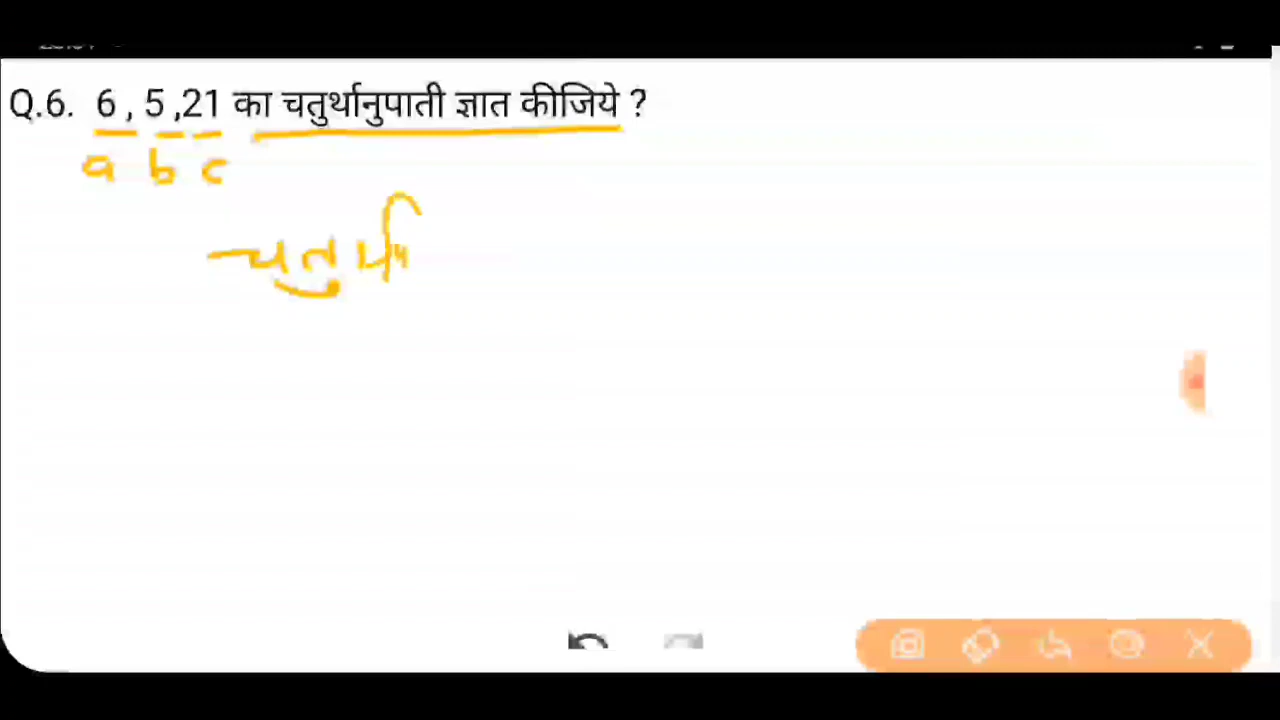 Q.6. 6 , 5 ,21 का चतुर्थानुपाती ज्ञात कीजिये ?
a b c
चतुर्थ